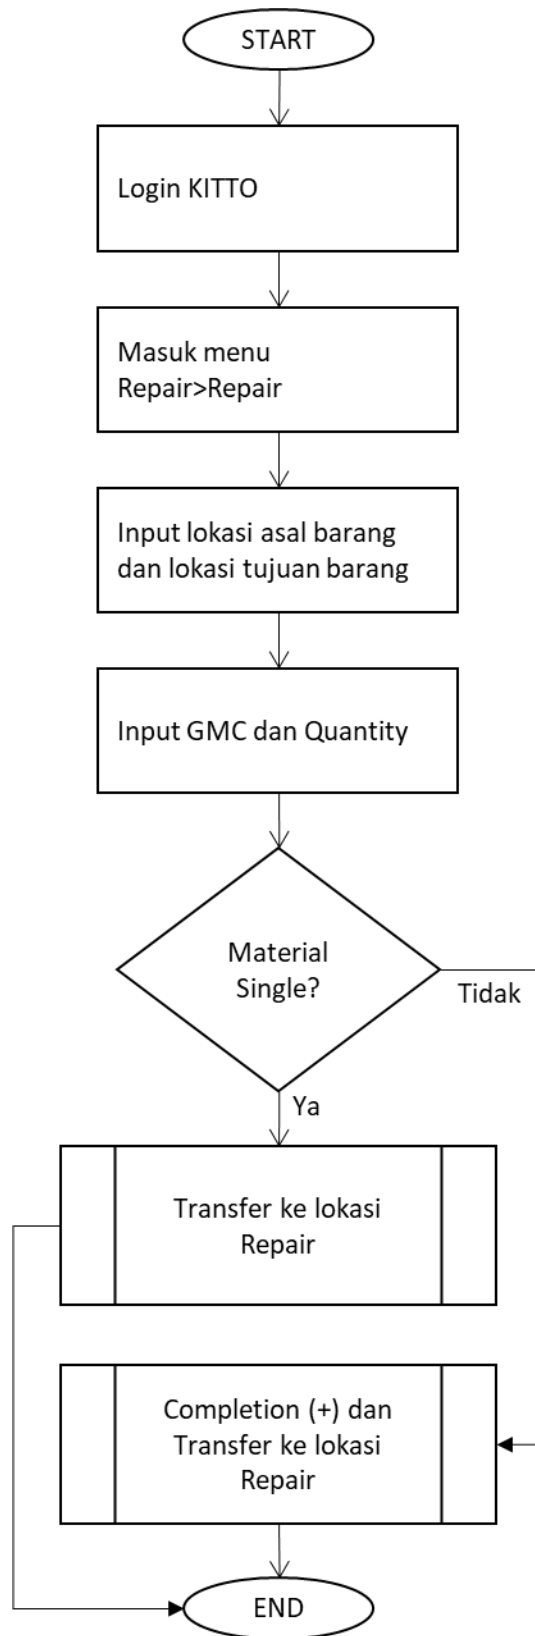 START
Login KITTO
Masuk menu
Repair>Repair
Input lokasi asal barang
dan lokasi tujuan barang
Input GMC dan Quantity
Material
Single?
Tidak
Ya
Transfer ke lokasi
Repair
Completion (+) dan
Transfer ke lokasi
Repair
END